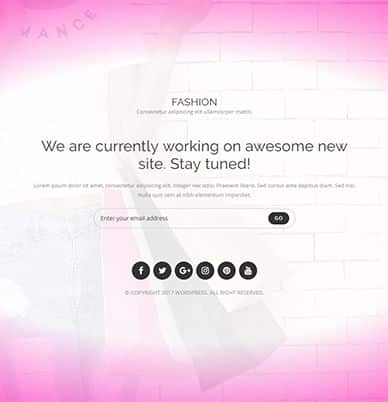 FASHION
Consectetur adipiscing elit ullamcorper mattis.
We are currently working on awesome new
site. Stay tuned!
Lorem ipsum dolor sit amet, consectetur adipiscing elit. Integer nec odio. Praesent libero. Sed cursus ante dapibus diam. Sed nisi.
Nulla quis sem at nibh elementum imperdiet.
Enter your email address
GO
© COPYRIGHT 2017 WORDPRESS. ALL RIGHT RESERVED.